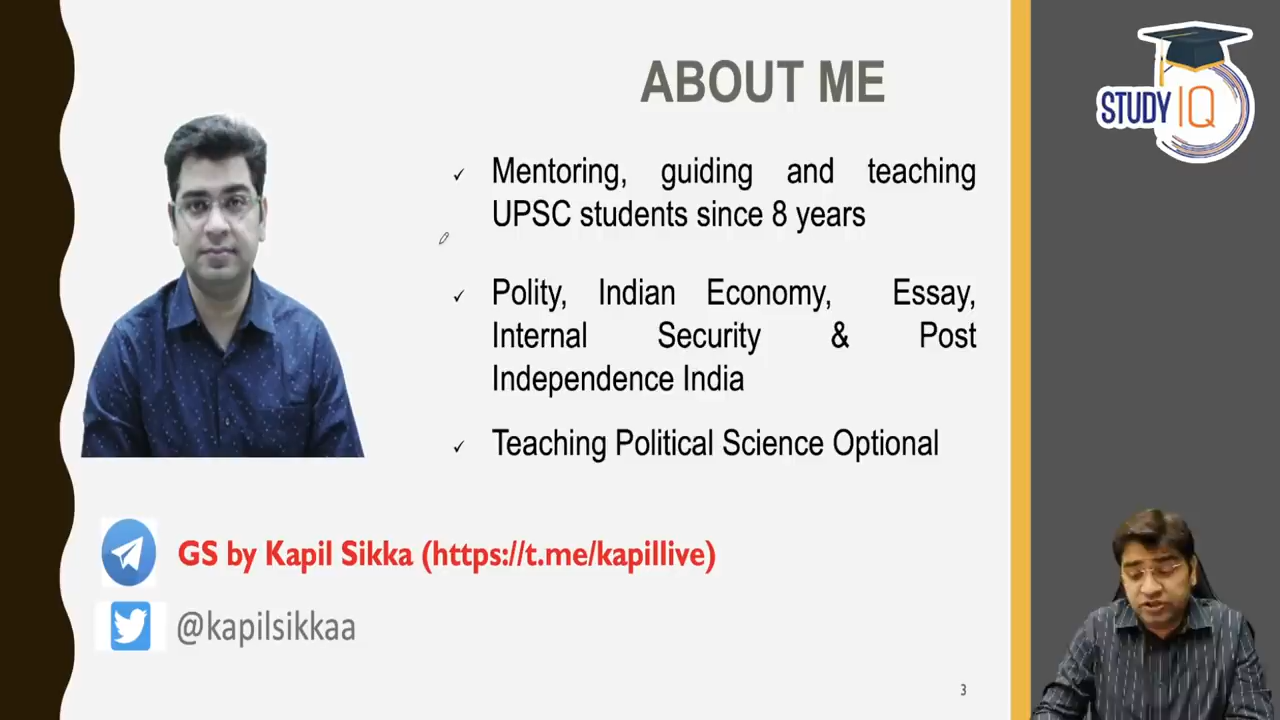 ABOUT ME
STUDY IQ
✓ Mentoring, guiding and teaching
UPSC students since 8 years
✓ Polity, Indian Economy, Essay,
Internal Security & Post
Independence India
✓ Teaching Political Science Optional
GS by Kapil Sikka (https://t.me/kapillive)
@kapilsikkaa
3